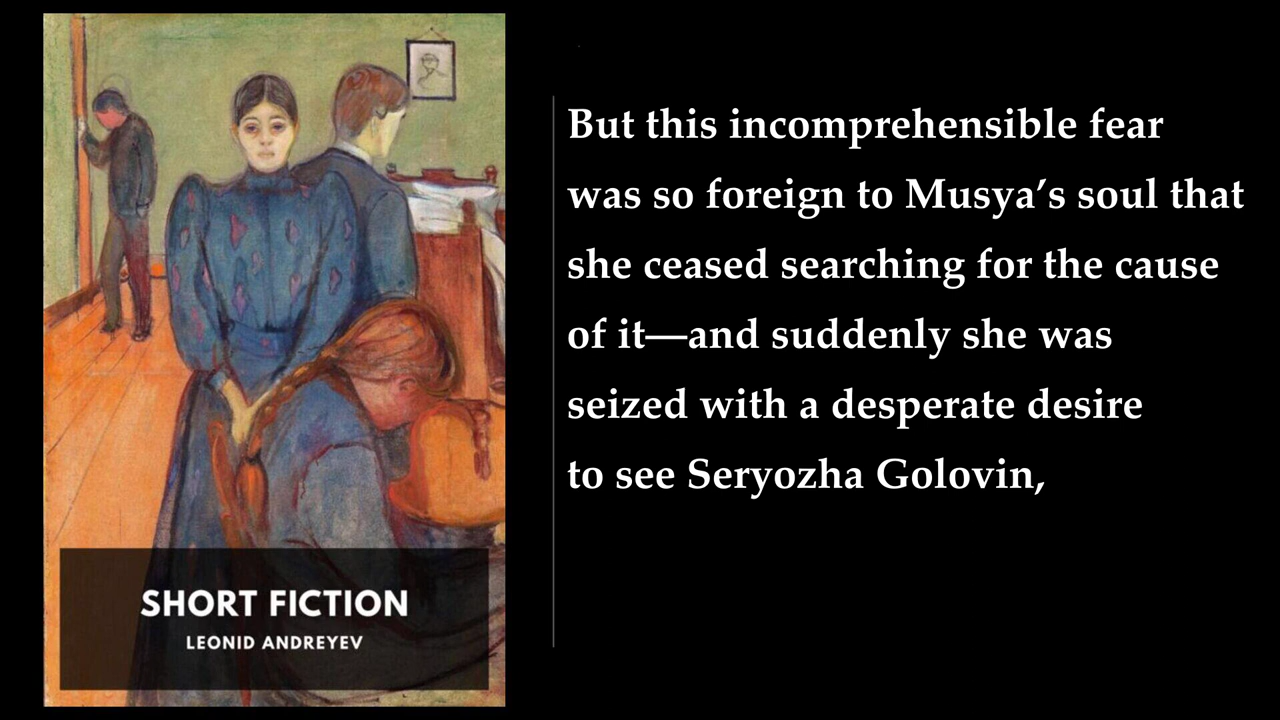 SHORT FICTION
LEONID ANDREYEV
But this incomprehensible fear
was so foreign to Musya’s soul that
she ceased searching for the cause
of it—and suddenly she was
seized with a desperate desire
to see Seryozha Golovin,